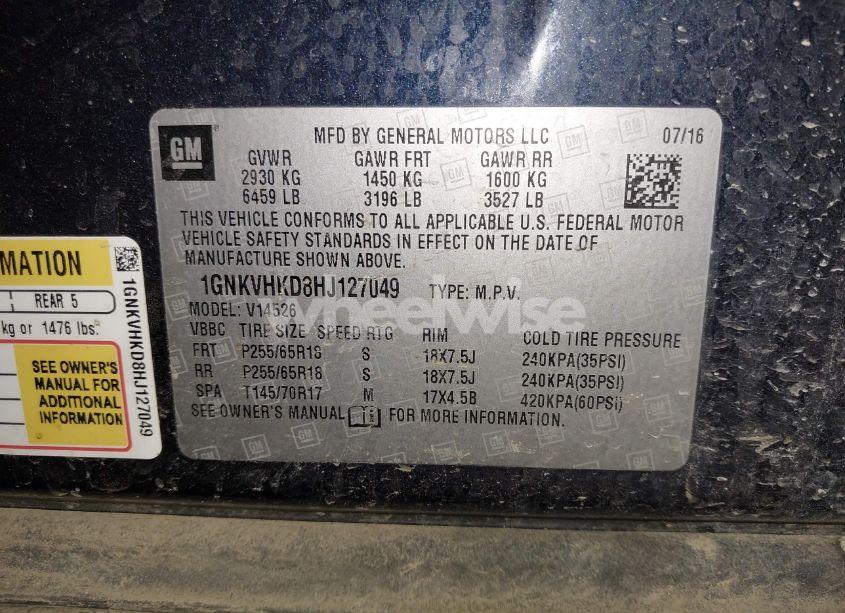 GM
MFD BY GENERAL MOTORS LLC 07/16
GVWR GAWR FRT GAWR RR
2930 KG 1450 KG 1600 KG
6459 LB 3196 LB 3527 LB
THIS VEHICLE CONFORMS TO ALL APPLICABLE U.S. FEDERAL MOTOR
VEHICLE SAFETY STANDARDS IN EFFECT ON THE DATE OF
MANUFACTURE SHOWN ABOVE.
1GNKVHKD8HJ127049 TYPE: M.P.V.
MODEL: V14526
VBBC TIRE SIZE SPEED RTG RIM COLD TIRE PRESSURE
FRT P255/65R18 S 18X7.5J 240KPA(35PSI)
RR P255/65R18 S 18X7.5J 240KPA(35PSI)
SPA T145/70R17 M 17X4.5B 420KPA(60PSI)
SEE OWNER'S MANUAL FOR MORE INFORMATION.
wheelwise
MATION
REAR 5
kg or 1476 lbs.
SEE OWNER'S
MANUAL FOR
ADDITIONAL
INFORMATION
1GNKVHKD8HJ127049